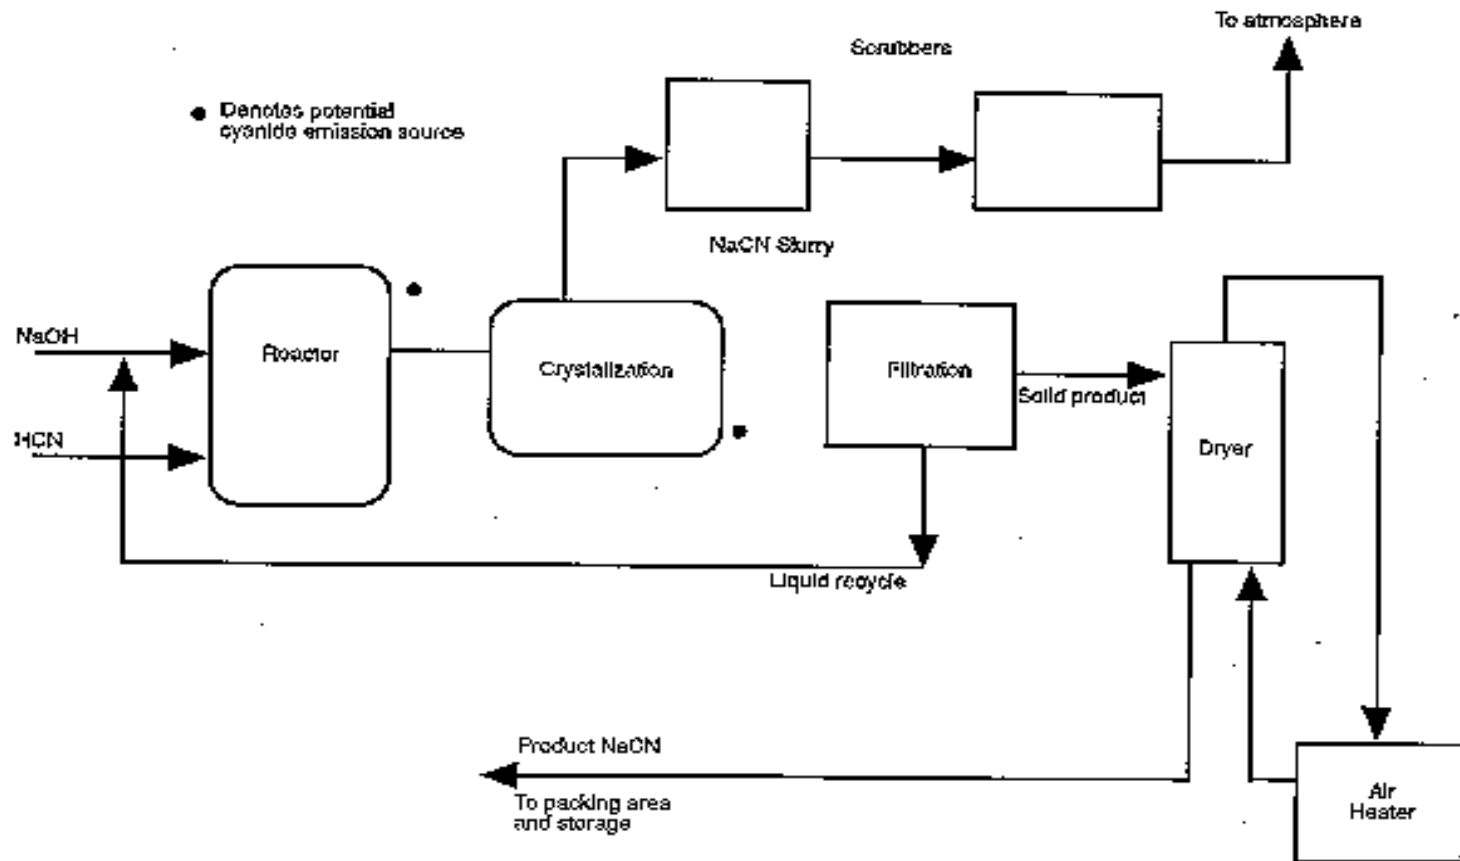 To atmosphere
Scrubbers
● Denotes potential
cyanide emission source
NaCN Slurry
NaOH
Reactor
Crystalization
Filtration
Solid product
HCN
Dryer
Liquid recycle
Product NaCN
To packing area
and storage
Air
Heater